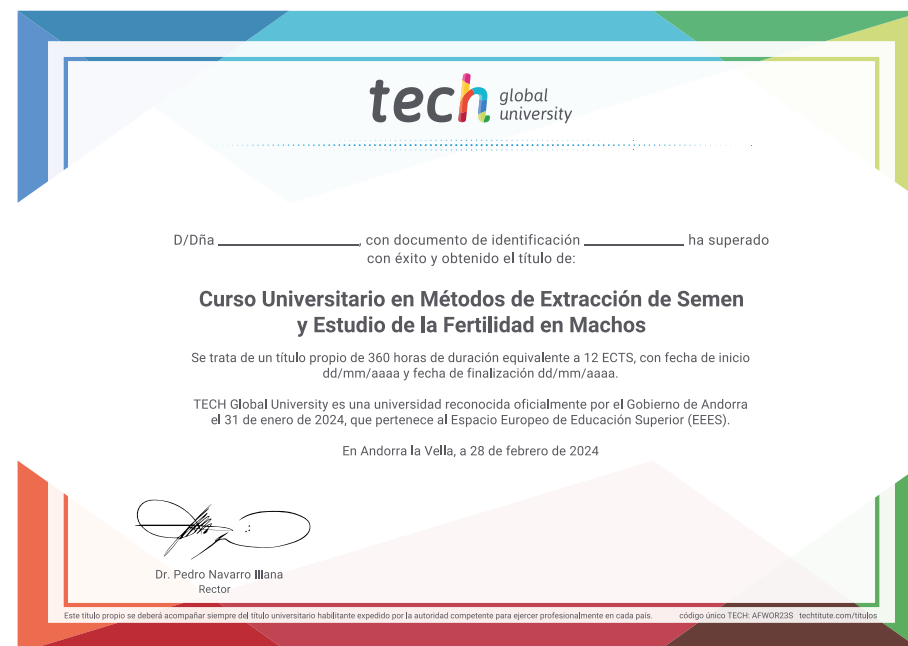 tech global university
D/Dña ____________, con documento de identificación ____________ ha superado
con éxito y obtenido el título de:
Curso Universitario en Métodos de Extracción de Semen
y Estudio de la Fertilidad en Machos
Se trata de un título propio de 360 horas de duración equivalente a 12 ECTS, con fecha de inicio
dd/mm/aaaa y fecha de finalización dd/mm/aaaa.
TECH Global University es una universidad reconocida oficialmente por el Gobierno de Andorra
el 31 de enero de 2024, que pertenece al Espacio Europeo de Educación Superior (EEES).
En Andorra la Vella, a 28 de febrero de 2024
Dr. Pedro Navarro Illana
Rector
Este título propio se deberá acompañar siempre del título universitario habilitante expedido por la autoridad competente para ejercer profesionalmente en cada país. código único TECH: AFWOR23S techtitute.com/titulos